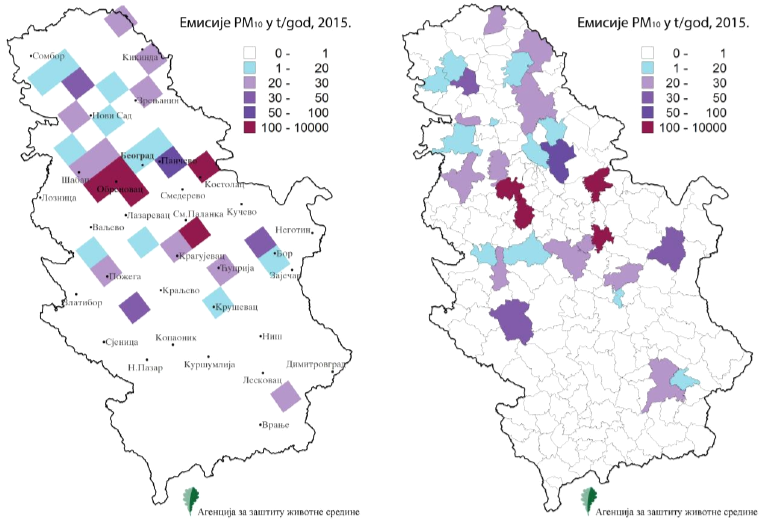 Емисије PM10 у t/god, 2015.
0 - 1
1 - 20
20 - 30
30 - 50
50 - 100
100 - 10000
Сомбор
Кикинда
Зрењанин
Нови Сад
Београд
Панчево
Шабац
Обреновац
Костолац
Смедерево
Лозница
Лазаревац
См.Паланка
Кучево
Ваљево
Неготин
Крагујевац
Бор
Ћуприја
Зајечар
Пожега
Златибор
Краљево
Крушевац
Сјеница
Копаоник
Ниш
Н.Пазар
Куршумлија
Димитровград
Лесковац
Врање
Агенција за заштиту животне средине
Емисије PM10 у t/god, 2015.
0 - 1
1 - 20
20 - 30
30 - 50
50 - 100
100 - 10000
Агенција за заштиту животне средине